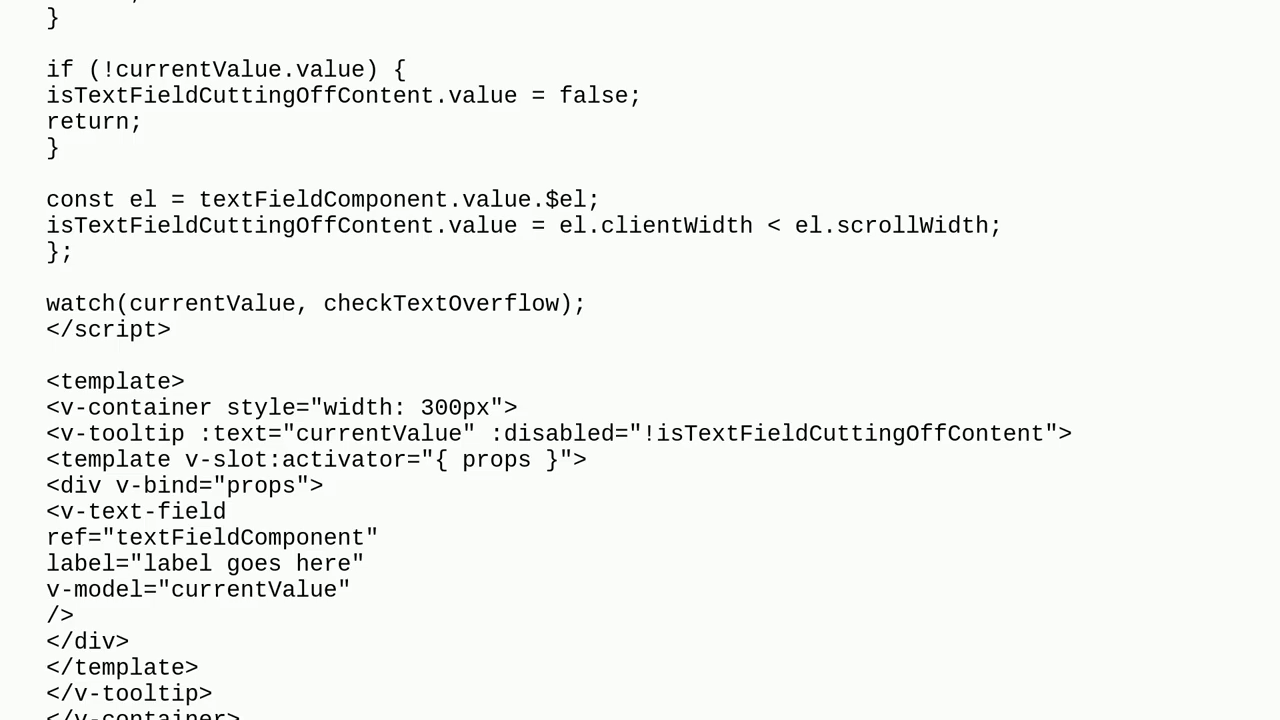 }
if (!currentValue.value) {
isTextFieldCuttingOffContent.value = false;
return;
}
const el = textFieldComponent.value.$el;
isTextFieldCuttingOffContent.value = el.clientWidth < el.scrollWidth;
};
watch(currentValue, checkTextOverflow);
</script>
<template>
<v-container style="width: 300px">
<v-tooltip :text="currentValue" :disabled="!isTextFieldCuttingOffContent">
<template v-slot:activator="{ props }">
<div v-bind="props">
<v-text-field
ref="textFieldComponent"
label="label goes here"
v-model="currentValue"
/>
</div>
</template>
</v-tooltip>
</v-container>